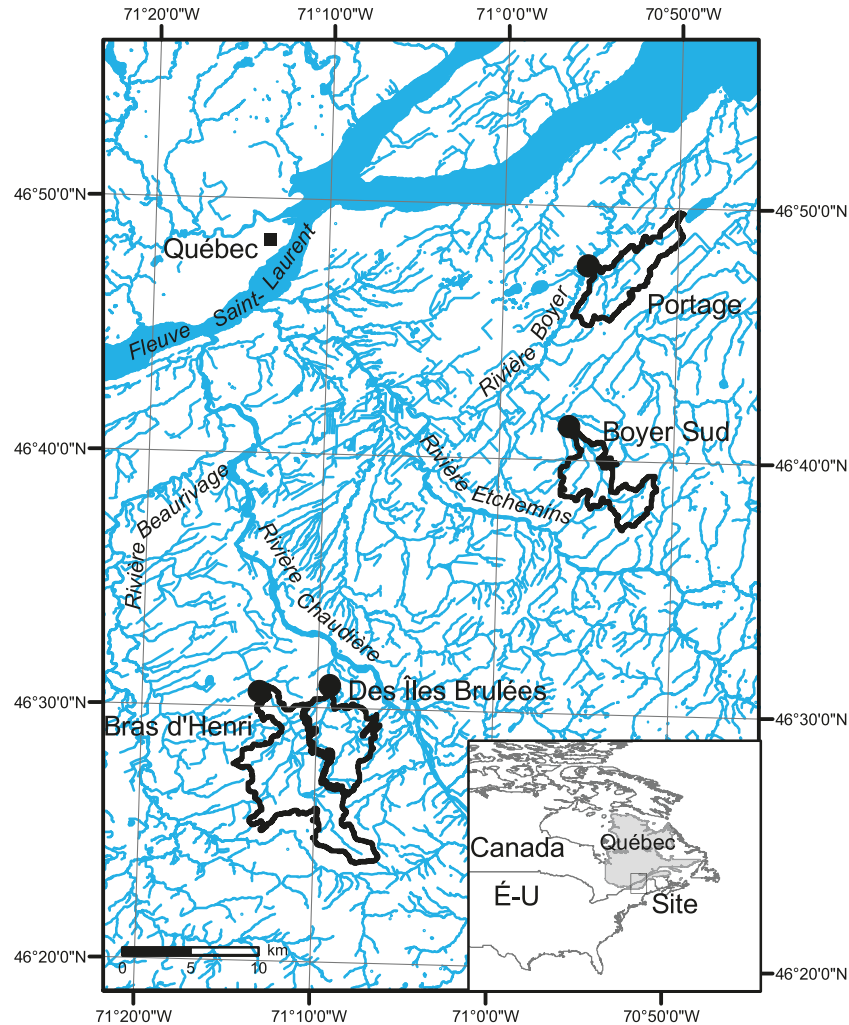 71°20'0"W
71°10'0"W
71°0'0"W
70°50'0"W
46°50'0"N
46°50'0"N
Québec
Fleuve Saint-Laurent
Portage
Rivière Boyer
Boyer Sud
46°40'0"N
46°40'0"N
Rivière Etchemins
Rivière Beaurivage
Rivière Chaudière
Des Îles Brulées
46°30'0"N
46°30'0"N
Bras d'Henri
Canada
Québec
É-U
Site
km
0 5 10
46°20'0"N
46°20'0"N
71°20'0"W
71°10'0"W
71°0'0"W
70°50'0"W